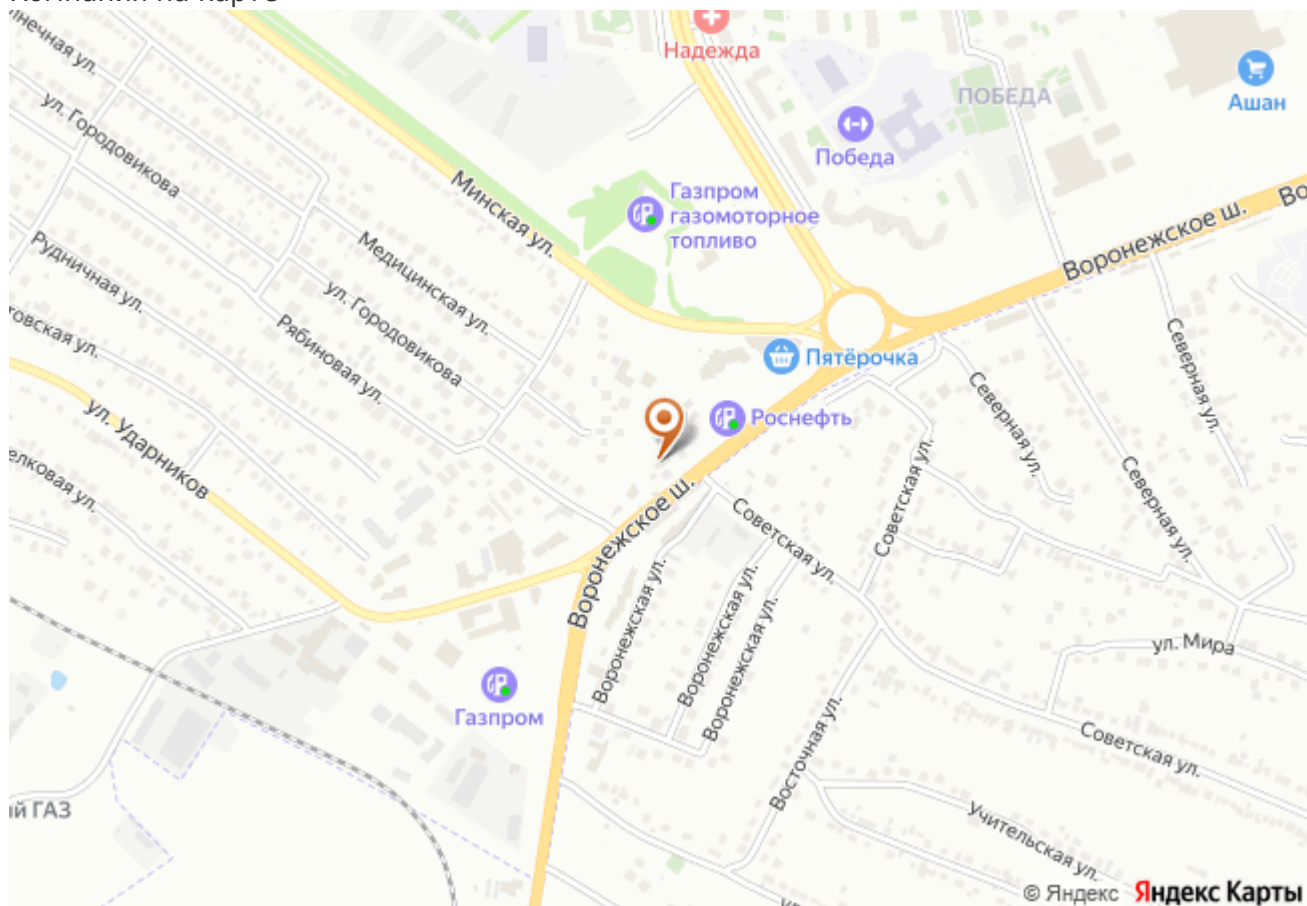 Надежда
Ашан
ПОБЕДА
Победа
ул. Городовикова
Минская ул.
Газпром
газомоторное
топливо
Воронежское ш.
Медицинская ул.
Рудничная ул.
ул. Городовикова
Рябиновая ул.
Пятёрочка
Северная ул.
Северная ул.
Роснефть
ул. Ударников
Воронежское ш.
Советская ул.
Советская ул.
Северная ул.
Воронежская ул.
Воронежская ул.
Воронежская ул.
ул. Мира
Газпром
Восточная ул.
Советская ул.
ГАЗ
Учительская ул.
© Яндекс Яндекс Карты